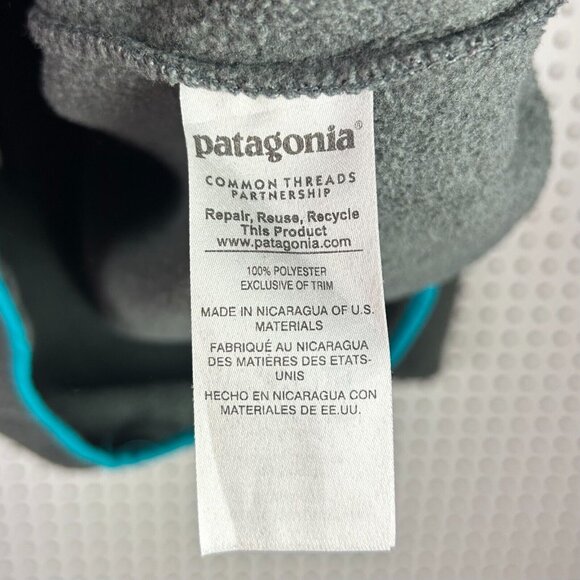 patagonia®
COMMON THREADS
PARTNERSHIP
Repair, Reuse, Recycle
This Product
www.patagonia.com
100% POLYESTER
EXCLUSIVE OF TRIM
MADE IN NICARAGUA OF U.S.
MATERIALS
FABRIQUÉ AU NICARAGUA
DES MATIÈRES DES ETATS-
UNIS
HECHO EN NICARAGUA CON
MATERIALES DE EE.UU.